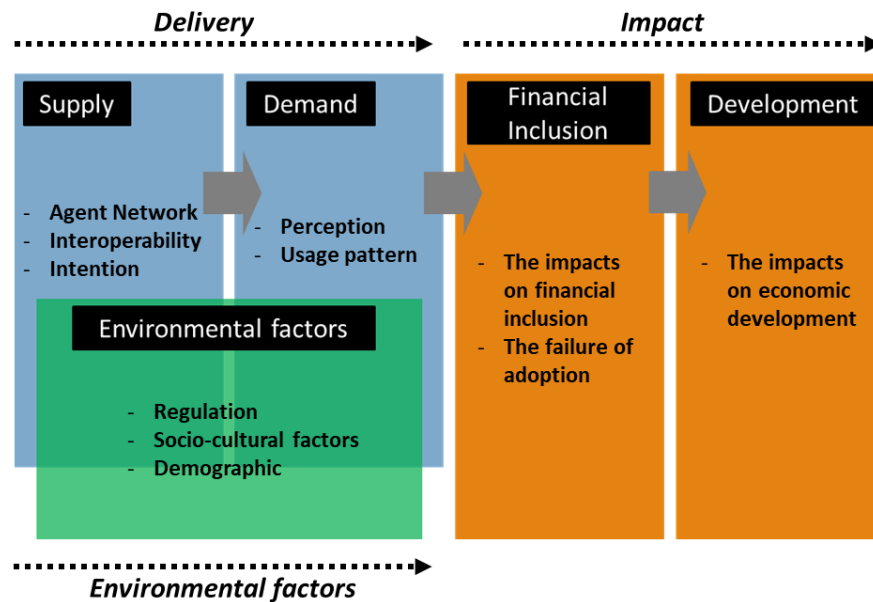 Delivery
Impact
Supply
Demand
Financial
Inclusion
Development
- Agent Network
- Interoperability
- Intention
- Perception
- Usage pattern
- The impacts
on financial
inclusion
- The failure of
adoption
- The impacts
on economic
development
Environmental factors
- Regulation
- Socio-cultural factors
- Demographic
Environmental factors